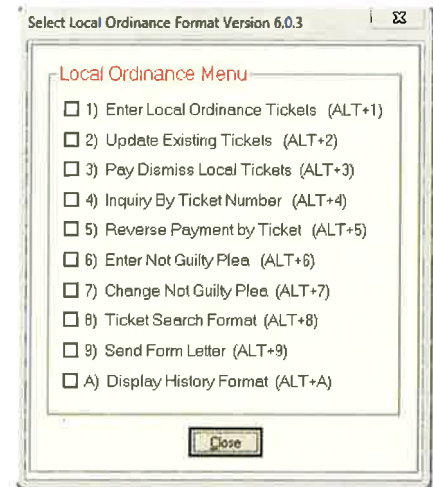 Select Local Ordinance Format Version 6.0.3
Local Ordinance Menu
1) Enter Local Ordinance Tickets (ALT+1)
2) Update Existing Tickets (ALT+2)
3) Pay Dismiss Local Tickets (ALT+3)
4) Inquiry By Ticket Number (ALT+4)
5) Reverse Payment by Ticket (ALT+5)
6) Enter Not Guilty Plea (ALT+6)
7) Change Not Guilty Plea (ALT+7)
8) Ticket Search Format (ALT+8)
9) Send Form Letter (ALT+9)
A) Display History Format (ALT+A)
Close